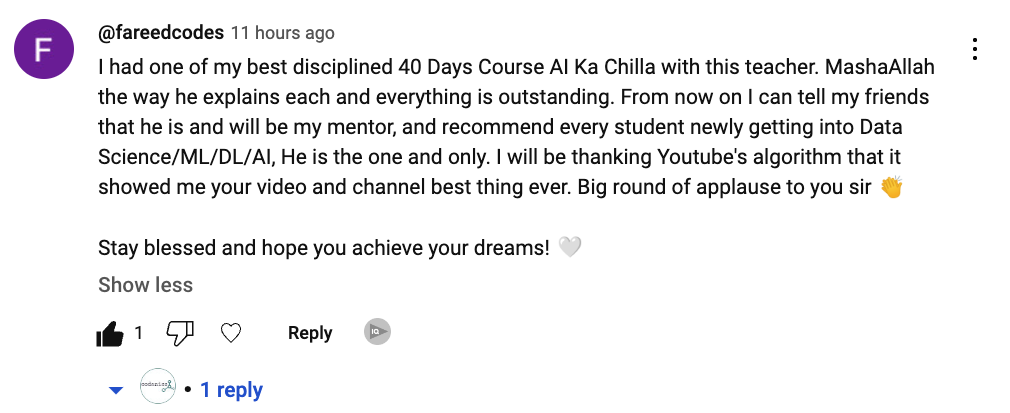 F
@fareedcodes 11 hours ago
I had one of my best disciplined 40 Days Course AI Ka Chilla with this teacher. MashaAllah
the way he explains each and everything is outstanding. From now on I can tell my friends
that he is and will be my mentor, and recommend every student newly getting into Data
Science/ML/DL/AI, He is the one and only. I will be thanking Youtube's algorithm that it
showed me your video and channel best thing ever. Big round of applause to you sir 👏
Stay blessed and hope you achieve your dreams! 🤍
Show less
1 Reply IQ
codanics • 1 reply